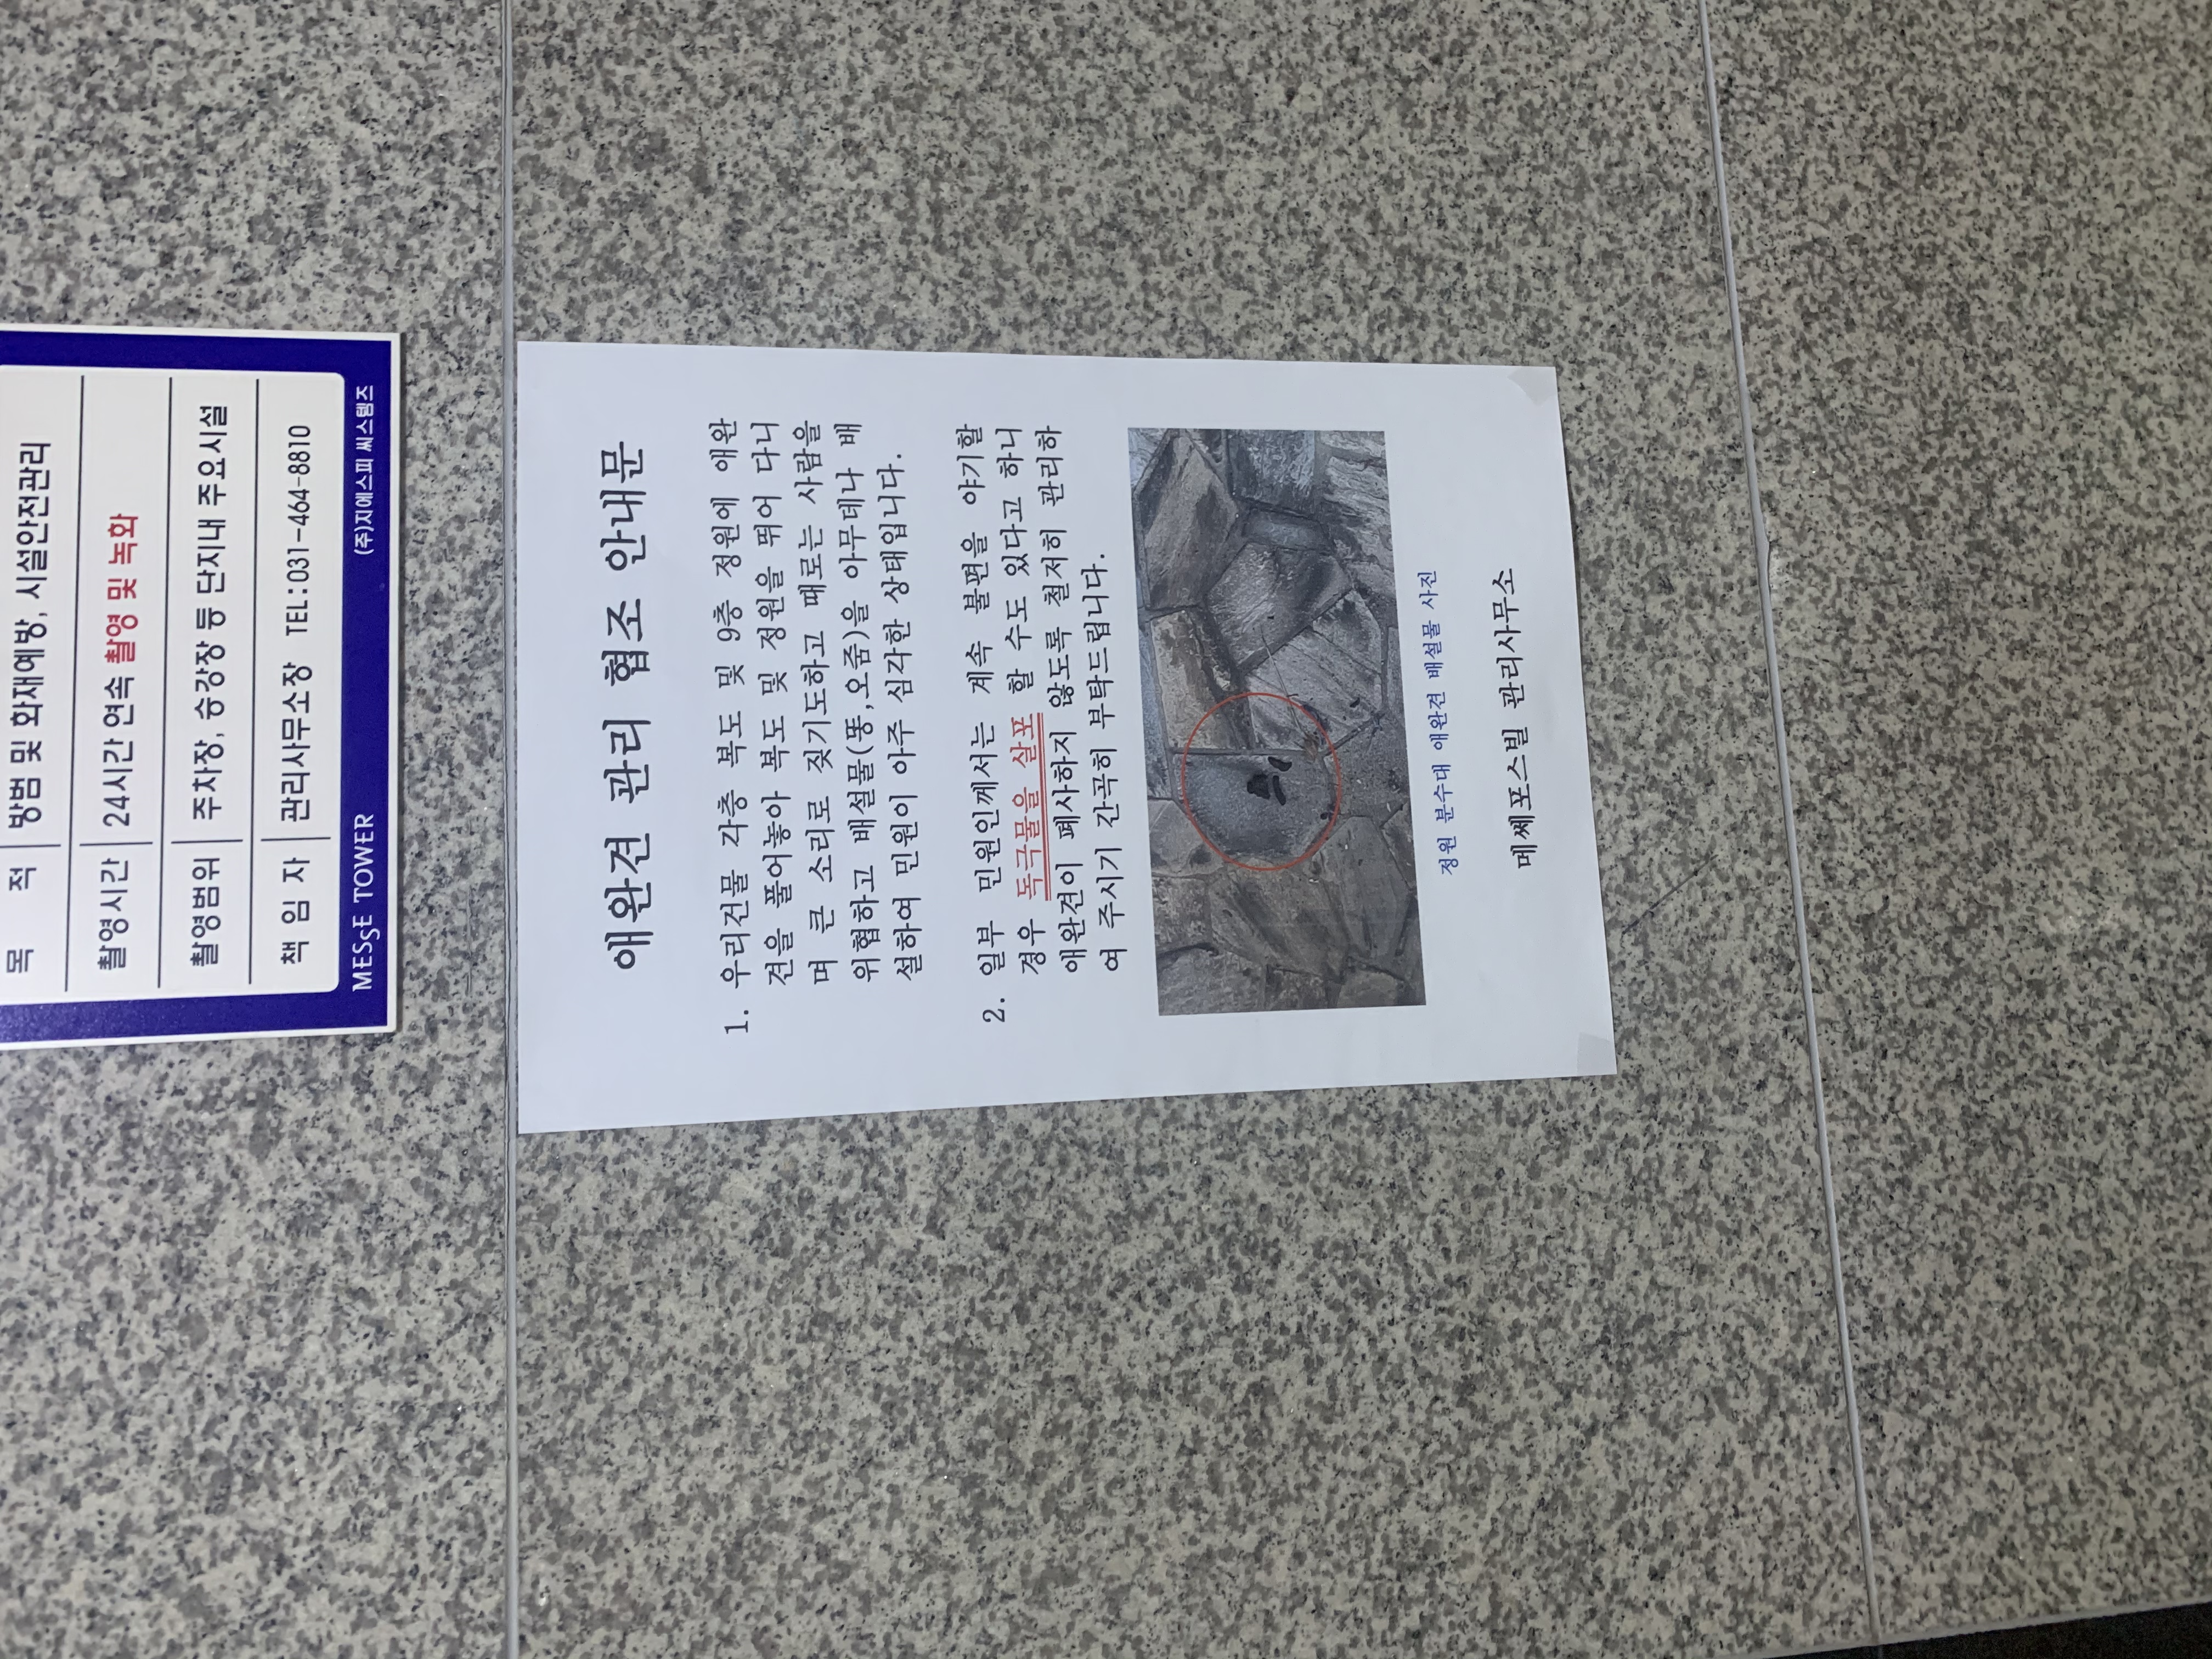 목 적 방범 및 화재예방, 시설안전관리
촬영시간 24시간 연속 촬영 및 녹화
촬영범위 주차장, 승강장 등 단지내 주요시설
책 임 자 관리사무소장 TEL:031-464-8810
MESSE TOWER (주)지에스피 씨스템즈
애완견 관리 협조 안내문
1. 우리건물 각층 복도 및 9층 정원에 애완
견을 풀어놓아 복도 및 정원을 뛰어 다니
며 큰 소리로 짖기도하고 때로는 사람을
위협하고 배설물(똥,오줌)을 아무데나 배
설하여 민원이 아주 심각한 상태입니다.
2. 일부 민원인께서는 계속 불편을 야기할
경우 독극물을 살포 할 수도 있다고 하니
애완견이 폐사하지 않도록 철저히 관리하
여 주시기 간곡히 부탁드립니다.
정원 분수대 애완견 배설물 사진
메쎄포스빌 관리사무소